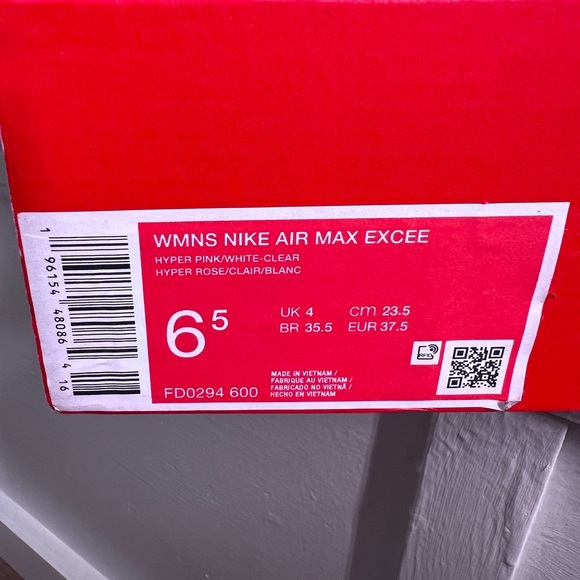 WMNS NIKE AIR MAX EXCEE
HYPER PINK/WHITE-CLEAR
HYPER ROSE/CLAIR/BLANC
6⁵
UK 4 cm 23.5
BR 35.5 EUR 37.5
RFID
MADE IN VIETNAM /
FABRIQUE AU VIETNAM /
FABRICADO NO VIETNÃ /
HECHO EN VIETNAM
FD0294 600
1 96154 48086 4 16